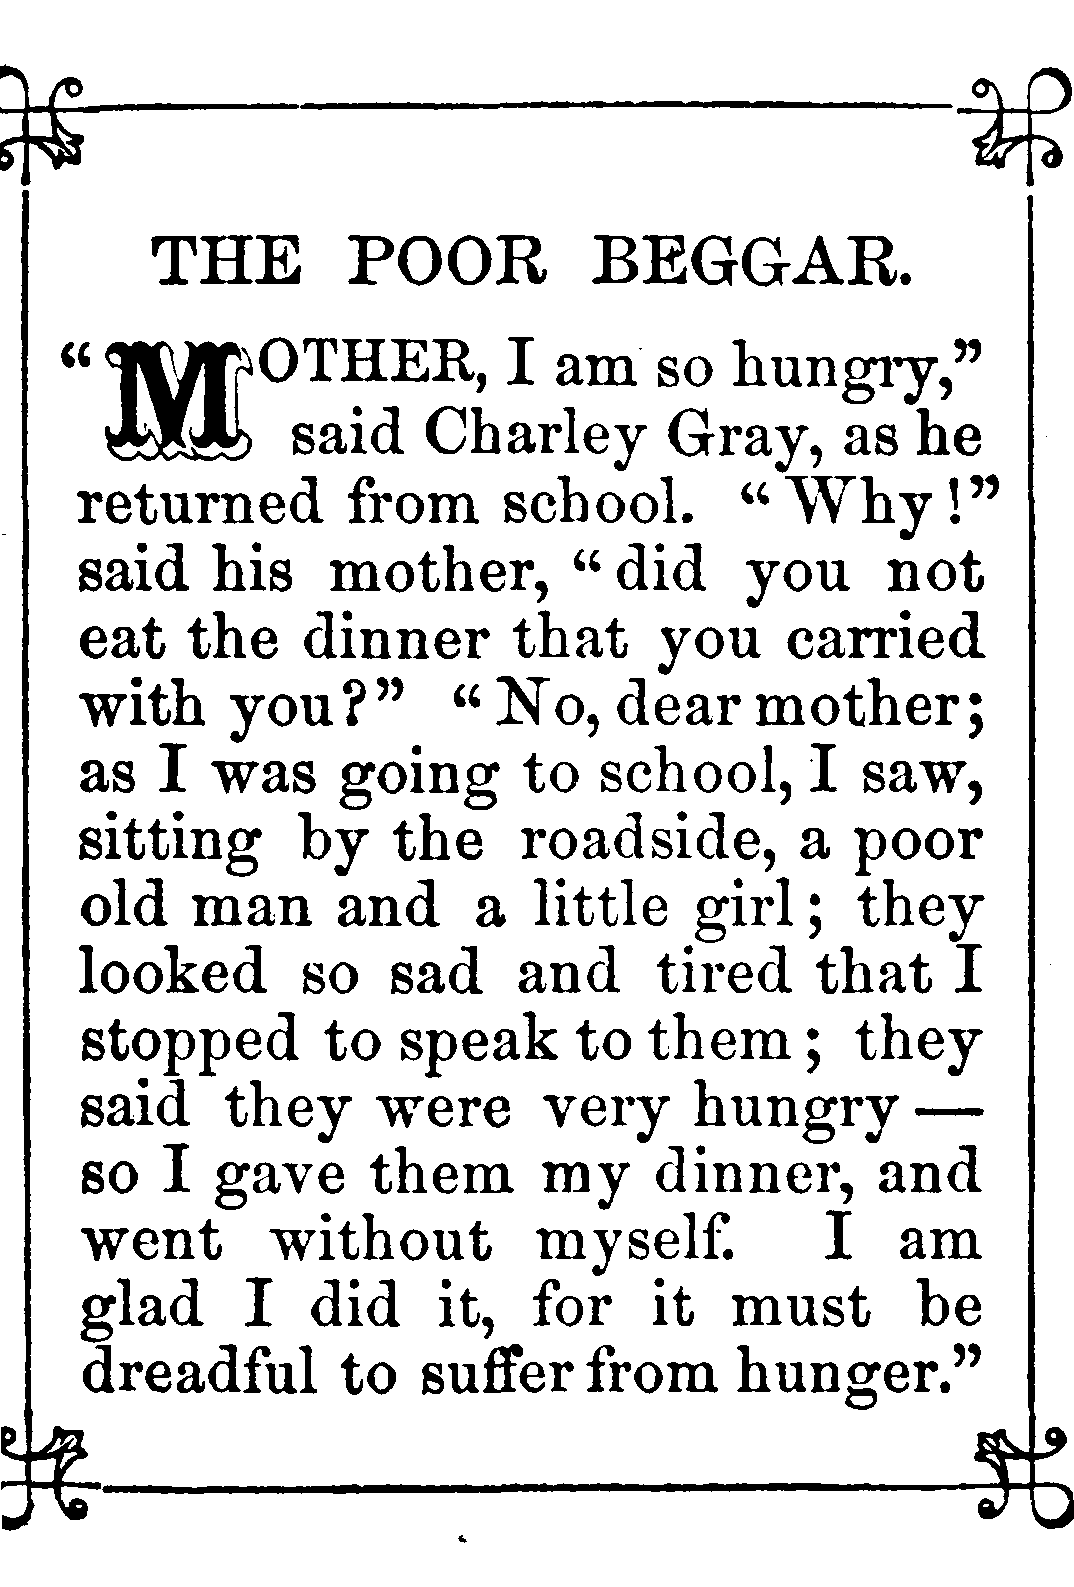 THE POOR BEGGAR.
“MOTHER, I am so hungry,”
said Charley Gray, as he
returned from school. “Why!”
said his mother, “did you not
eat the dinner that you carried
with you?” “No, dear mother;
as I was going to school, I saw,
sitting by the roadside, a poor
old man and a little girl; they
looked so sad and tired that I
stopped to speak to them; they
said they were very hungry—
so I gave them my dinner, and
went without myself. I am
glad I did it, for it must be
dreadful to suffer from hunger.”